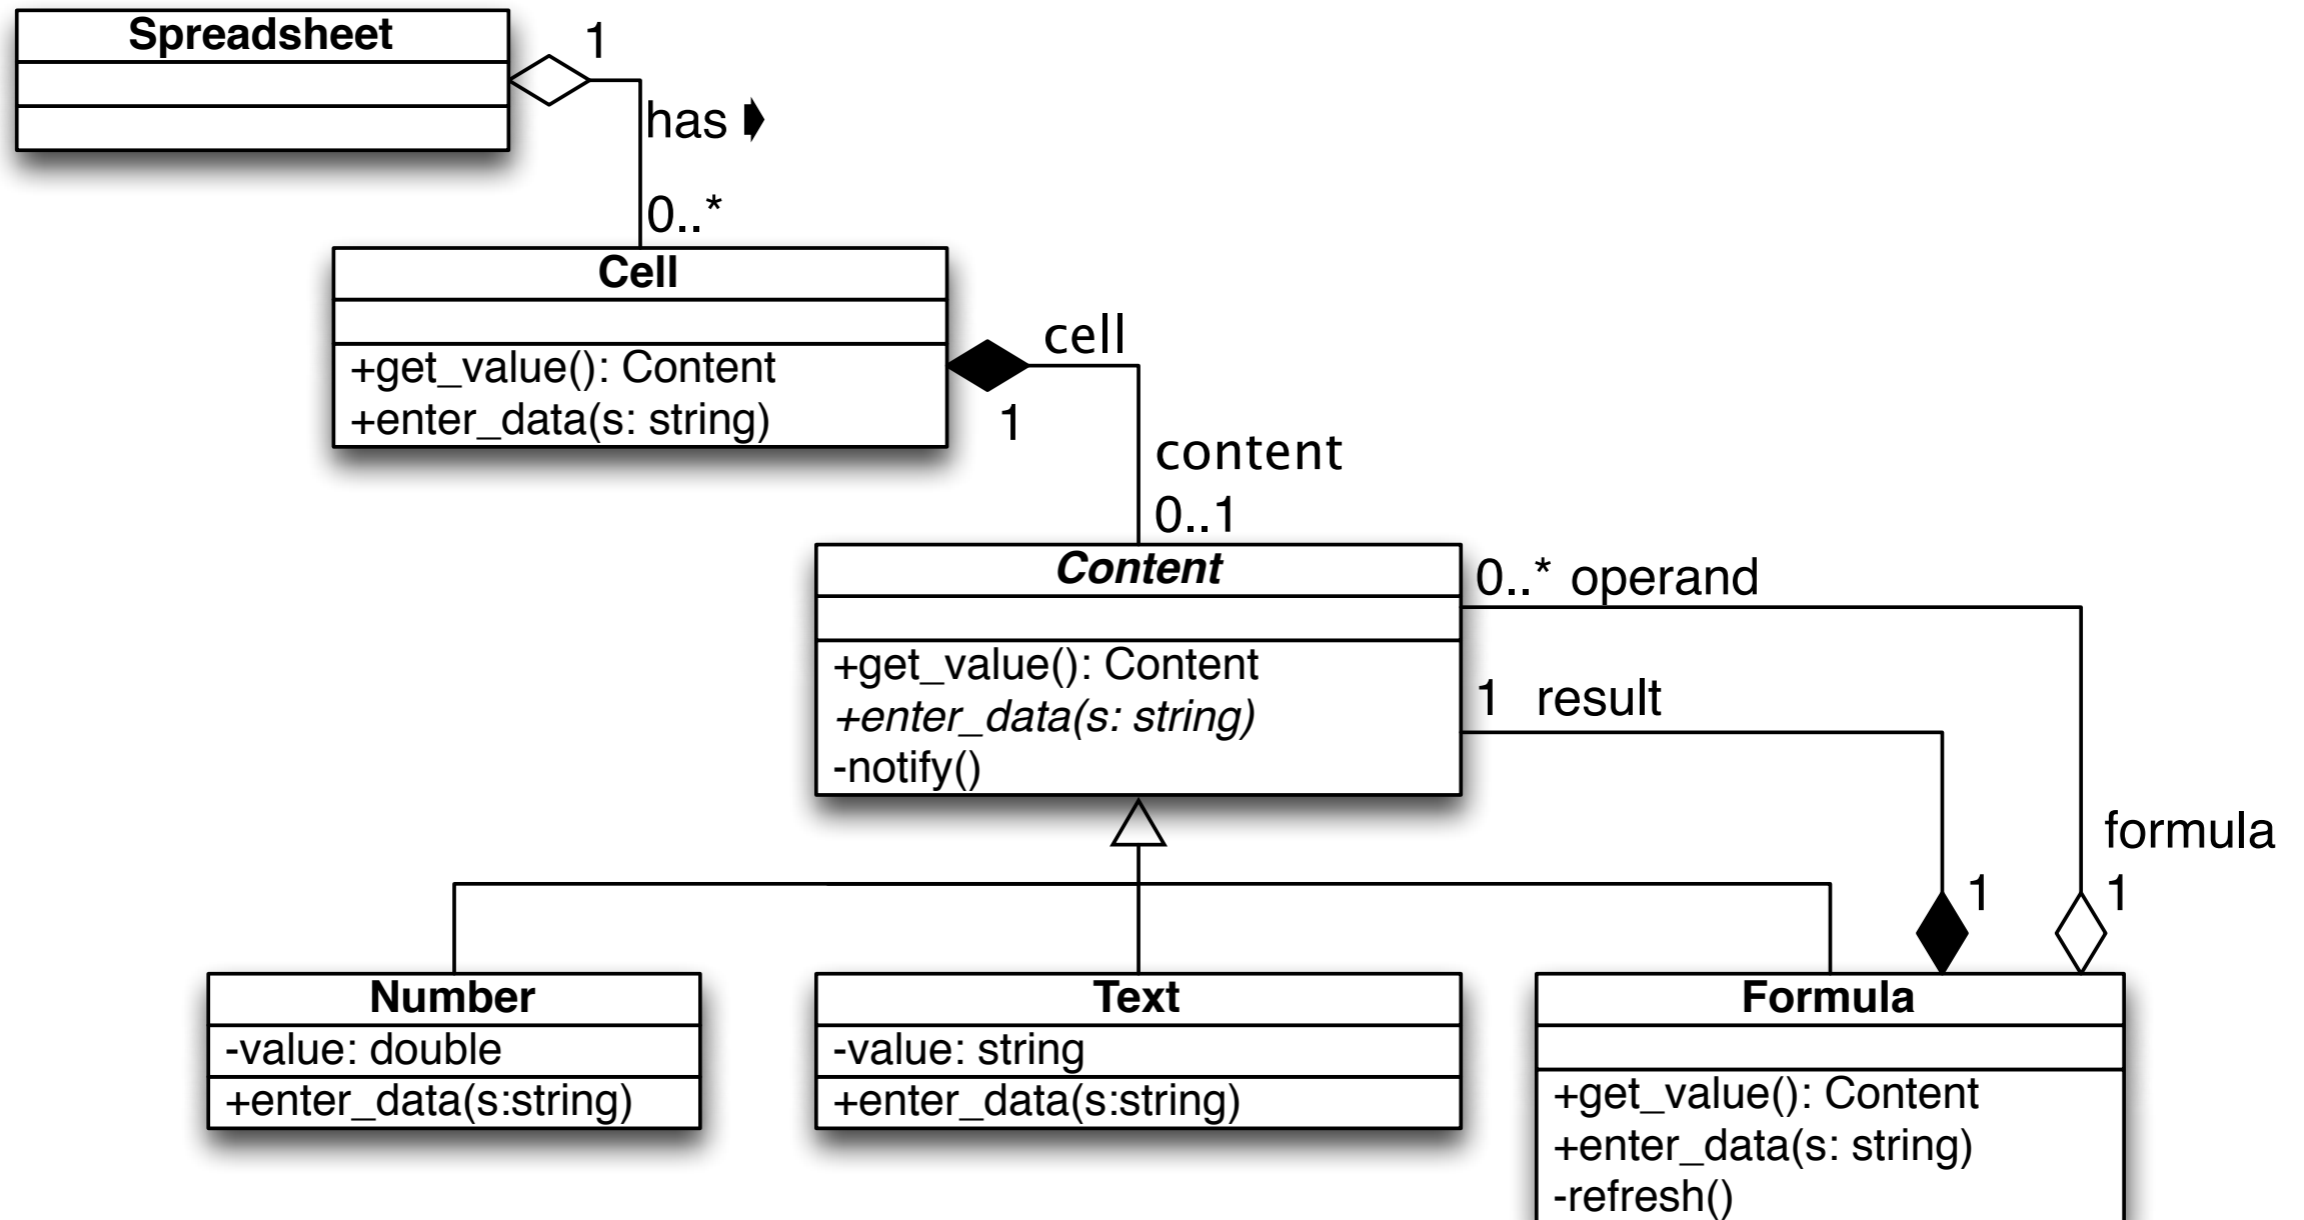 Spreadsheet
1
has
0..*
Cell
+get_value(): Content
+enter_data(s: string)
cell
1
content
0..1
Content
+get_value(): Content
+enter_data(s: string)
-notify()
0..* operand
1 result
formula
1
1
Number
-value: double
+enter_data(s:string)
Text
-value: string
+enter_data(s:string)
Formula
+get_value(): Content
+enter_data(s: string)
-refresh()